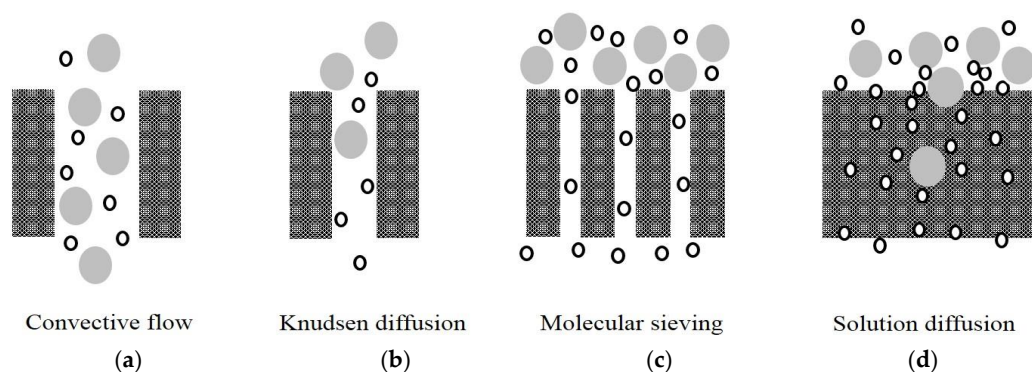 Convective flow Knudsen diffusion Molecular sieving Solution diffusion
(a) (b) (c) (d)